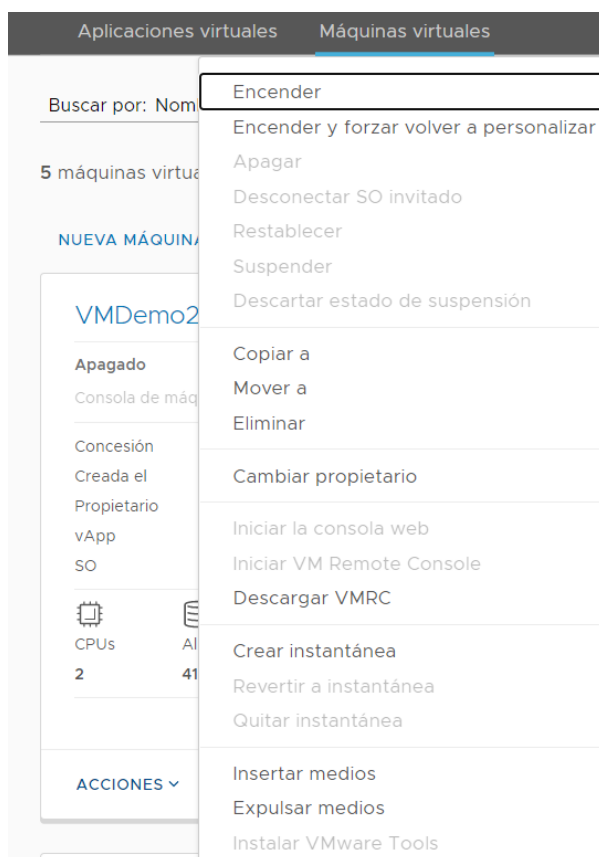 Aplicaciones virtuales Máquinas virtuales
Buscar por: Nom
5 máquinas virtua
NUEVA MÁQUINA
VMDemo2
Apagado
Consola de máq
Concesión
Creada el
Propietario
vApp
SO
CPUs Al
2 41
ACCIONES
Encender
Encender y forzar volver a personalizar
Apagar
Desconectar SO invitado
Restablecer
Suspender
Descartar estado de suspensión
Copiar a
Mover a
Eliminar
Cambiar propietario
Iniciar la consola web
Iniciar VM Remote Console
Descargar VMRC
Crear instantánea
Revertir a instantánea
Quitar instantánea
Insertar medios
Expulsar medios
Instalar VMware Tools